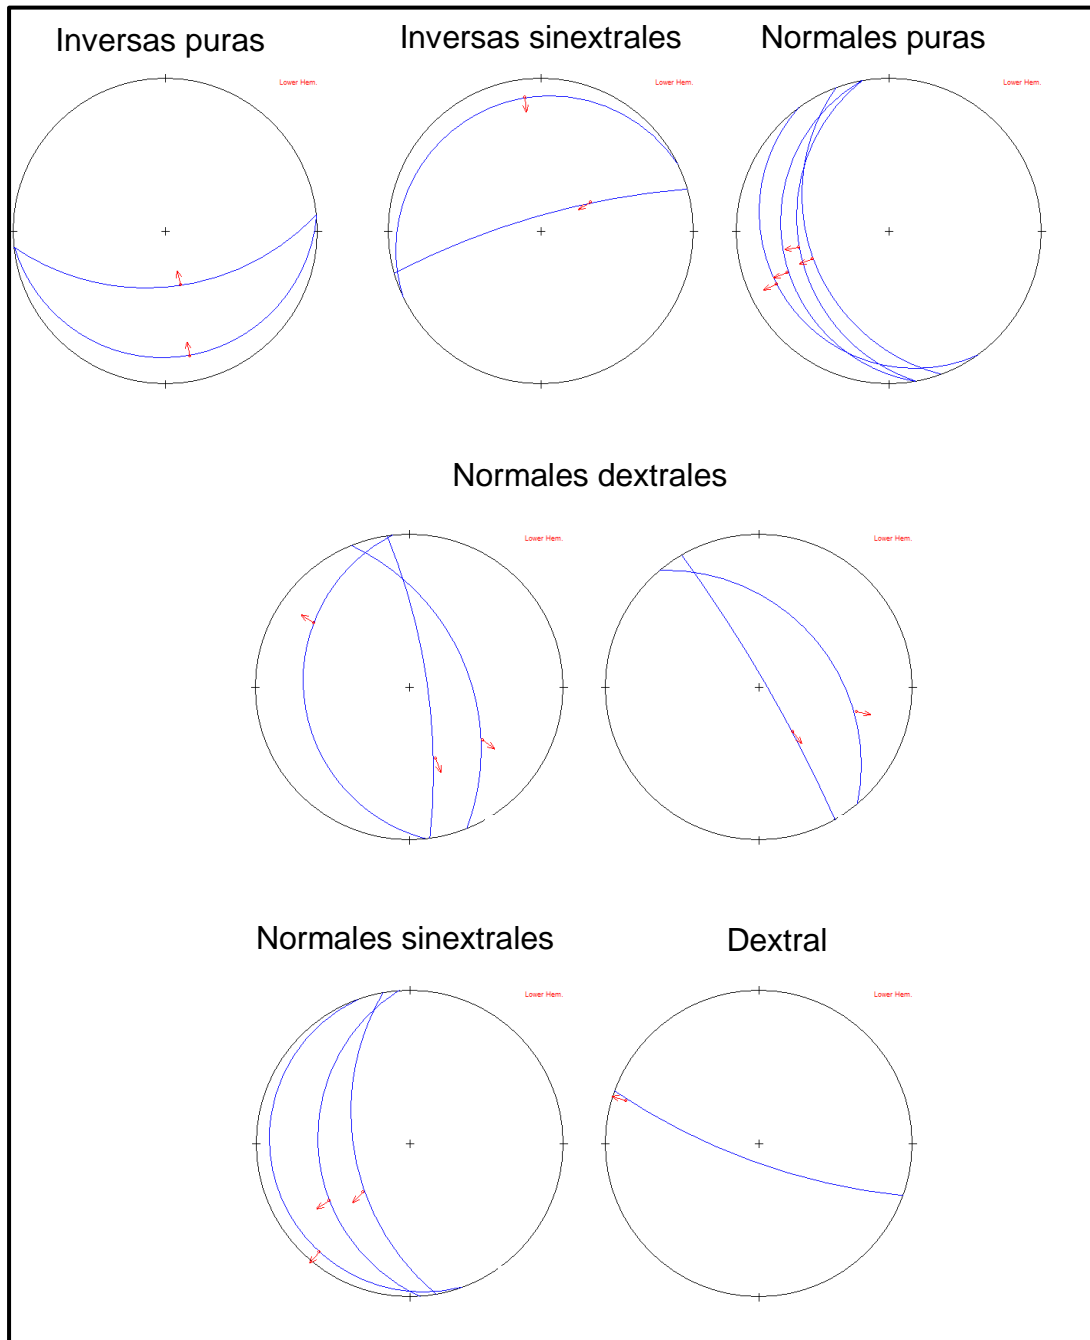 Inversas puras
Inversas sinextrales
Normales puras
Lower Hem.
Lower Hem.
Lower Hem.
Normales dextrales
Lower Hem.
Lower Hem.
Normales sinextrales
Dextral
Lower Hem.
Lower Hem.